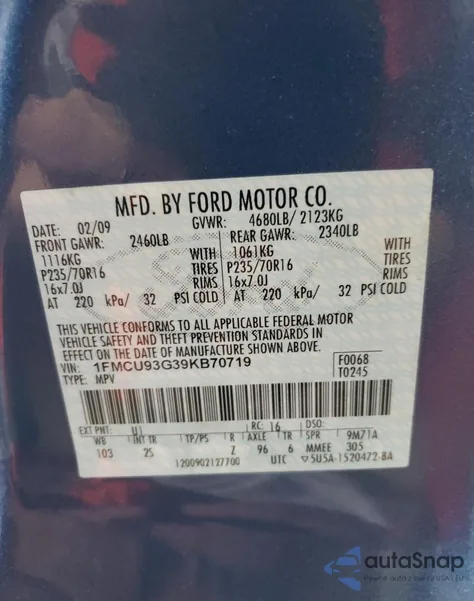 MFD. BY FORD MOTOR CO.
DATE: 02/09 GVWR: 4680LB/ 2123KG
FRONT GAWR: 2460LB REAR GAWR: 2340LB
1116KG WITH 1061KG WITH
P235/70R16 TIRES P235/70R16 TIRES
16x7.0J RIMS 16x7.0J RIMS
AT 220 kPa/ 32 PSI COLD AT 220 kPa/ 32 PSI COLD
THIS VEHICLE CONFORMS TO ALL APPLICABLE FEDERAL MOTOR
VEHICLE SAFETY AND BUMPER AND THEFT PREVENTION STANDARDS IN
EFFECT ON THE DATE OF MANUFACTURE SHOWN ABOVE.
VIN: 1FMCU93G39KB70719 F0068
TYPE: MPV T0245
EXT PNT: U1 RC: 16 DSO:
WB INT TR TP/PS R AXLE TR SPR 9M71A
103 2S Z 96 6 MMEE 305
1200902127700 UTC 5U5A-1520472-BA
autoSnap